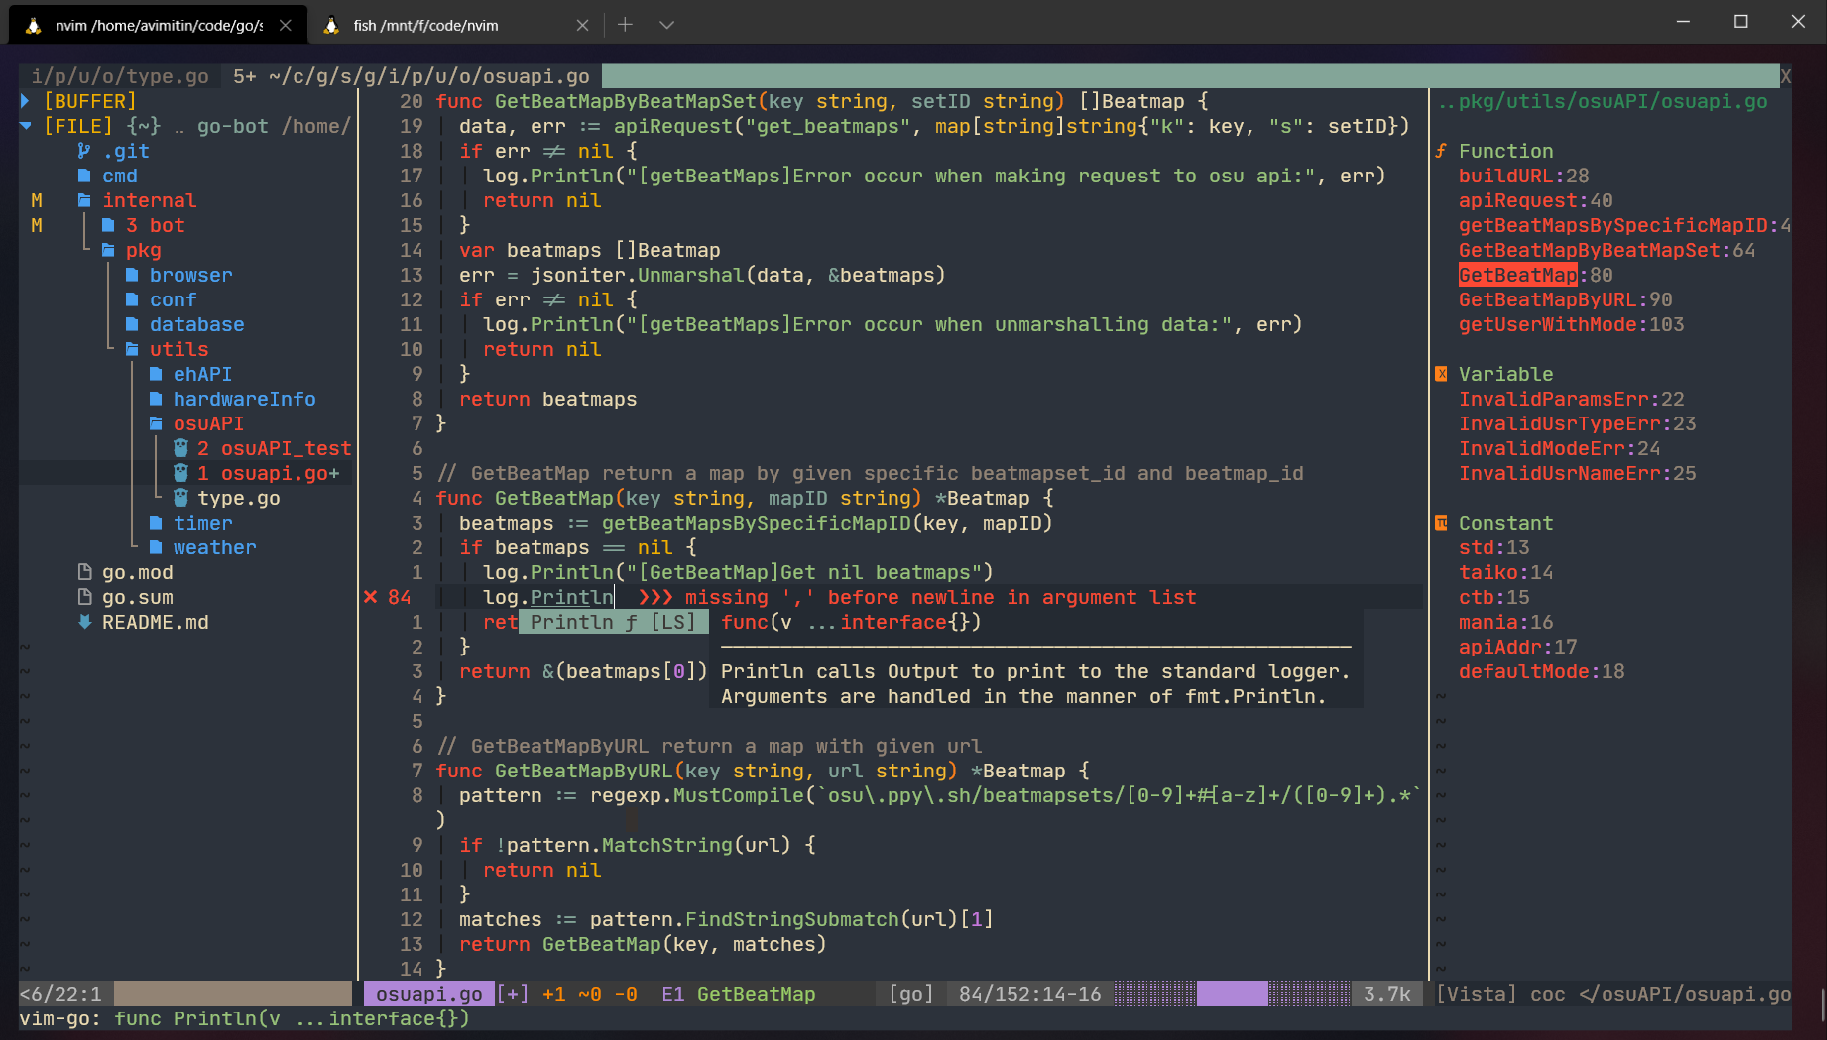 nvim /home/avimitin/code/go/s
fish /mnt/f/code/nvim
i/p/u/o/type.go 5+ ~/c/g/s/g/i/p/u/o/osuapi.go X
[BUFFER]
[FILE] {~} .. go-bot /home/
.git
cmd
M internal
M 3 bot
pkg
browser
conf
database
utils
ehAPI
hardwareInfo
osuAPI
2 osuAPI_test
1 osuapi.go+
type.go
timer
weather
go.mod
go.sum
README.md
20 func GetBeatMapByBeatMapSet(key string, setID string) []Beatmap {
19 data, err := apiRequest("get_beatmaps", map[string]string{"k": key, "s": setID})
18 if err ≠ nil {
17 log.Println("[getBeatMaps]Error occur when making request to osu api:", err)
16 return nil
15 }
14 var beatmaps []Beatmap
13 err = jsoniter.Unmarshal(data, &beatmaps)
12 if err ≠ nil {
11 log.Println("[getBeatMaps]Error occur when unmarshalling data:", err)
10 return nil
9 }
8 return beatmaps
7 }
6
5 // GetBeatMap return a map by given specific beatmapset_id and beatmap_id
4 func GetBeatMap(key string, mapID string) *Beatmap {
3 beatmaps := getBeatMapsBySpecificMapID(key, mapID)
2 if beatmaps == nil {
1 log.Println("[GetBeatMap]Get nil beatmaps")
✕ 84 log.Println ❯❯❯ missing ',' before newline in argument list
1 ret Println ƒ [LS] func(v ...interface{})
2 }
3 return &(beatmaps[0]) Println calls Output to print to the standard logger.
4 } Arguments are handled in the manner of fmt.Println.
5
6 // GetBeatMapByURL return a map with given url
7 func GetBeatMapByURL(key string, url string) *Beatmap {
8 pattern := regexp.MustCompile(`osu\.ppy\.sh/beatmapsets/[0-9]+#[a-z]+/([0-9]+).*`
)
9 if !pattern.MatchString(url) {
10 return nil
11 }
12 matches := pattern.FindStringSubmatch(url)[1]
13 return GetBeatMap(key, matches)
14 }
..pkg/utils/osuAPI/osuapi.go
ƒ Function
buildURL:28
apiRequest:40
getBeatMapsBySpecificMapID:4
GetBeatMapByBeatMapSet:64
GetBeatMap:80
GetBeatMapByURL:90
getUserWithMode:103
Variable
InvalidParamsErr:22
InvalidUsrTypeErr:23
InvalidModeErr:24
InvalidUsrNameErr:25
Constant
std:13
taiko:14
ctb:15
mania:16
apiAddr:17
defaultMode:18
<6/22:1 osuapi.go [+] +1 ~0 -0 E1 GetBeatMap [go] 84/152:14-16 3.7k [Vista] coc </osuAPI/osuapi.go
vim-go: func Println(v ...interface{})